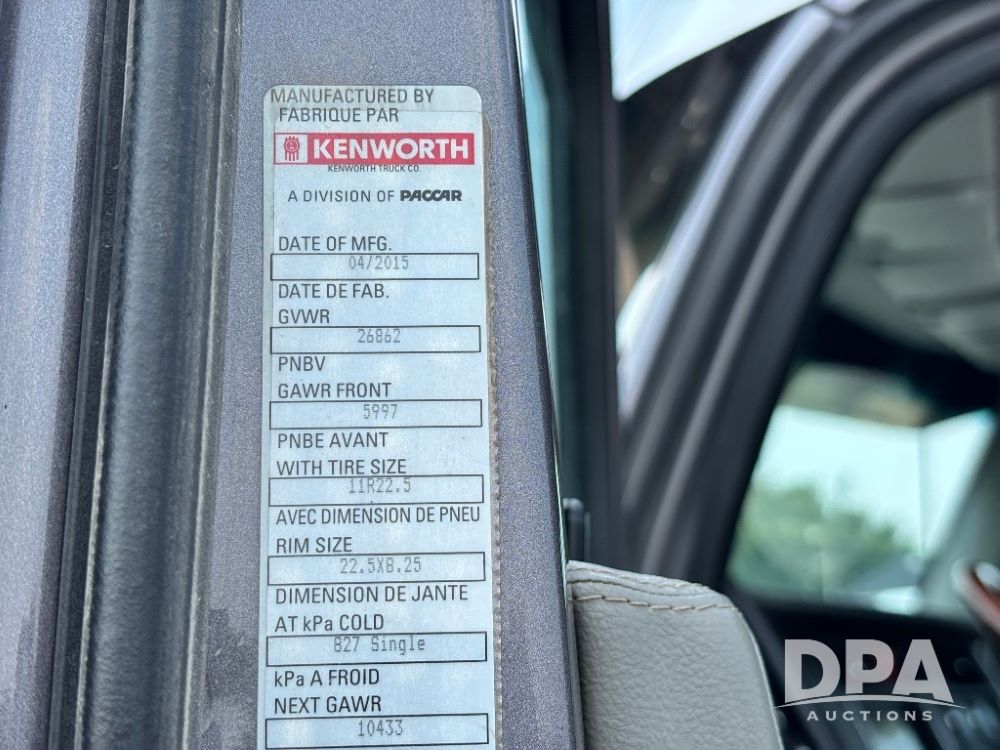 MANUFACTURED BY
FABRIQUE PAR
KENWORTH
KENWORTH TRUCK CO.
A DIVISION OF PACCAR
DATE OF MFG.
04/2015
DATE DE FAB.
GVWR
26862
PNBV
GAWR FRONT
5997
PNBE AVANT
WITH TIRE SIZE
11R22.5
AVEC DIMENSION DE PNEU
RIM SIZE
22.5X8.25
DIMENSION DE JANTE
AT kPa COLD
827 Single
kPa A FROID
NEXT GAWR
10433
DPA
AUCTIONS